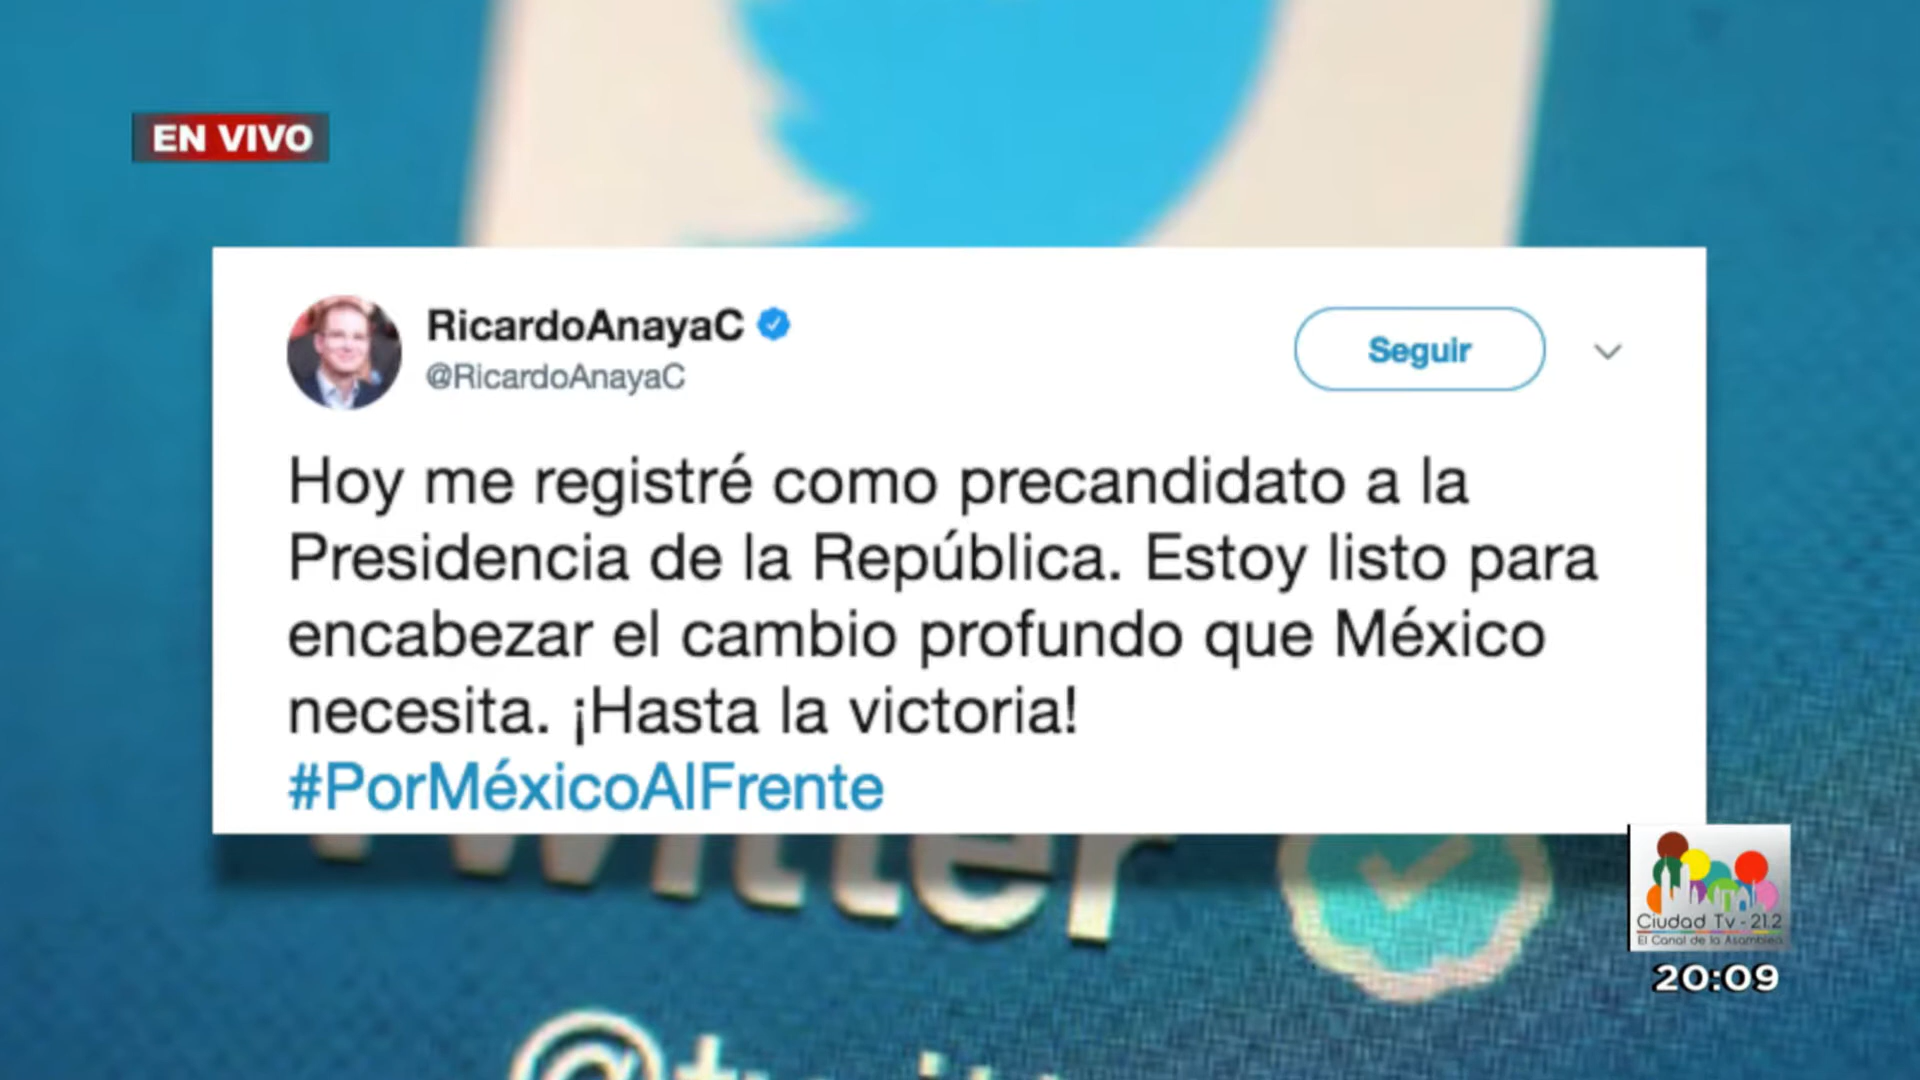 EN VIVO
RicardoAnayaC
@RicardoAnayaC
Seguir
Hoy me registré como precandidato a la
Presidencia de la República. Estoy listo para
encabezar el cambio profundo que México
necesita. ¡Hasta la victoria!
#PorMéxicoAlFrente
Twitter
Ciudad Tv - 21.2
El Canal de la Asamblea
20:09